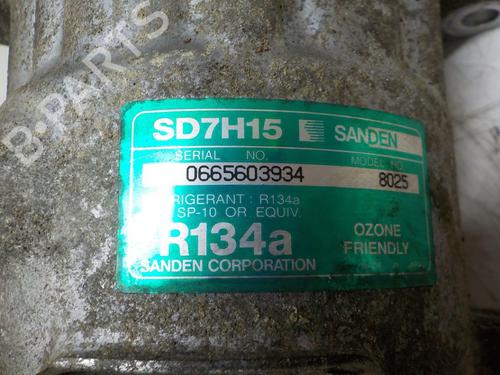 B-PARTS
SD7H15 SANDEN
SERIAL NO. MODEL NO
0665603934 8025
RIGERANT : R134a
SP-10 OR EQUIV.
R134a OZONE FRIENDLY
SANDEN CORPORATION